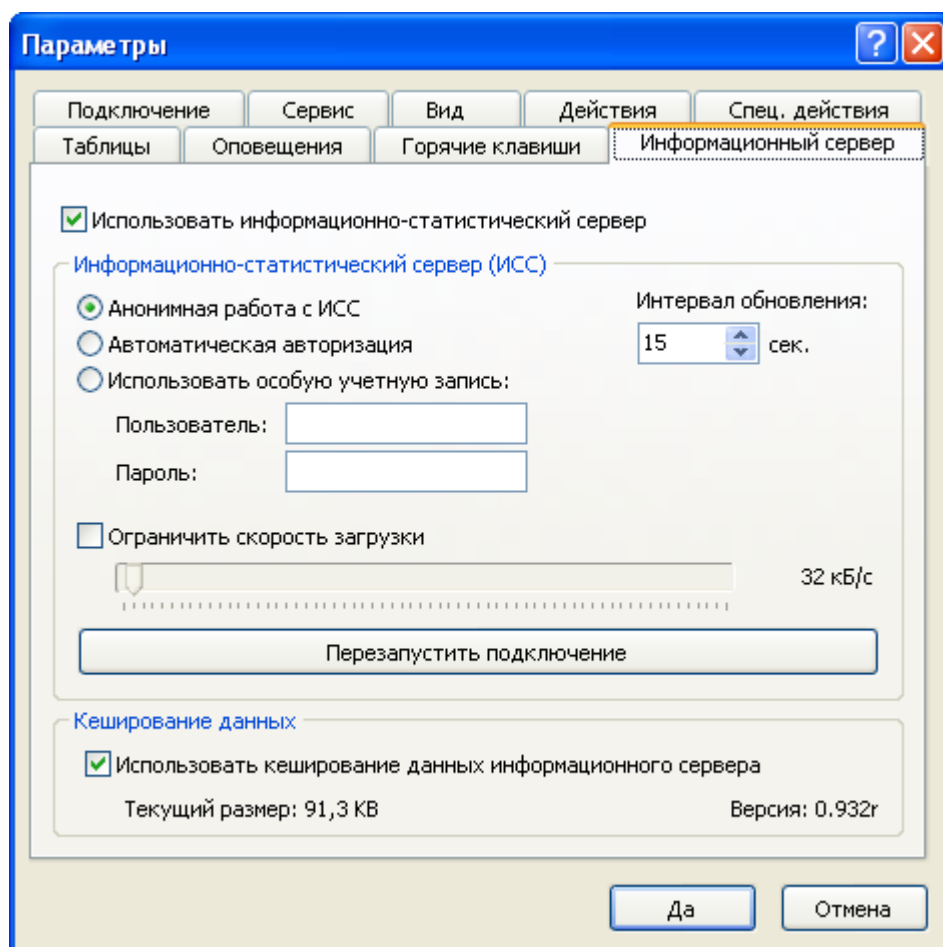 Параметры
Подключение Сервис Вид Действия Спец. действия
Таблицы Оповещения Горячие клавиши Информационный сервер
Использовать информационно-статистический сервер
Информационно-статистический сервер (ИСС)
Анонимная работа с ИСС Интервал обновления:
Автоматическая авторизация 15 сек.
Использовать особую учетную запись:
Пользователь:
Пароль:
Ограничить скорость загрузки
32 кБ/с
Перезапустить подключение
Кеширование данных
Использовать кеширование данных информационного сервера
Текущий размер: 91,3 KB Версия: 0.932r
Да Отмена